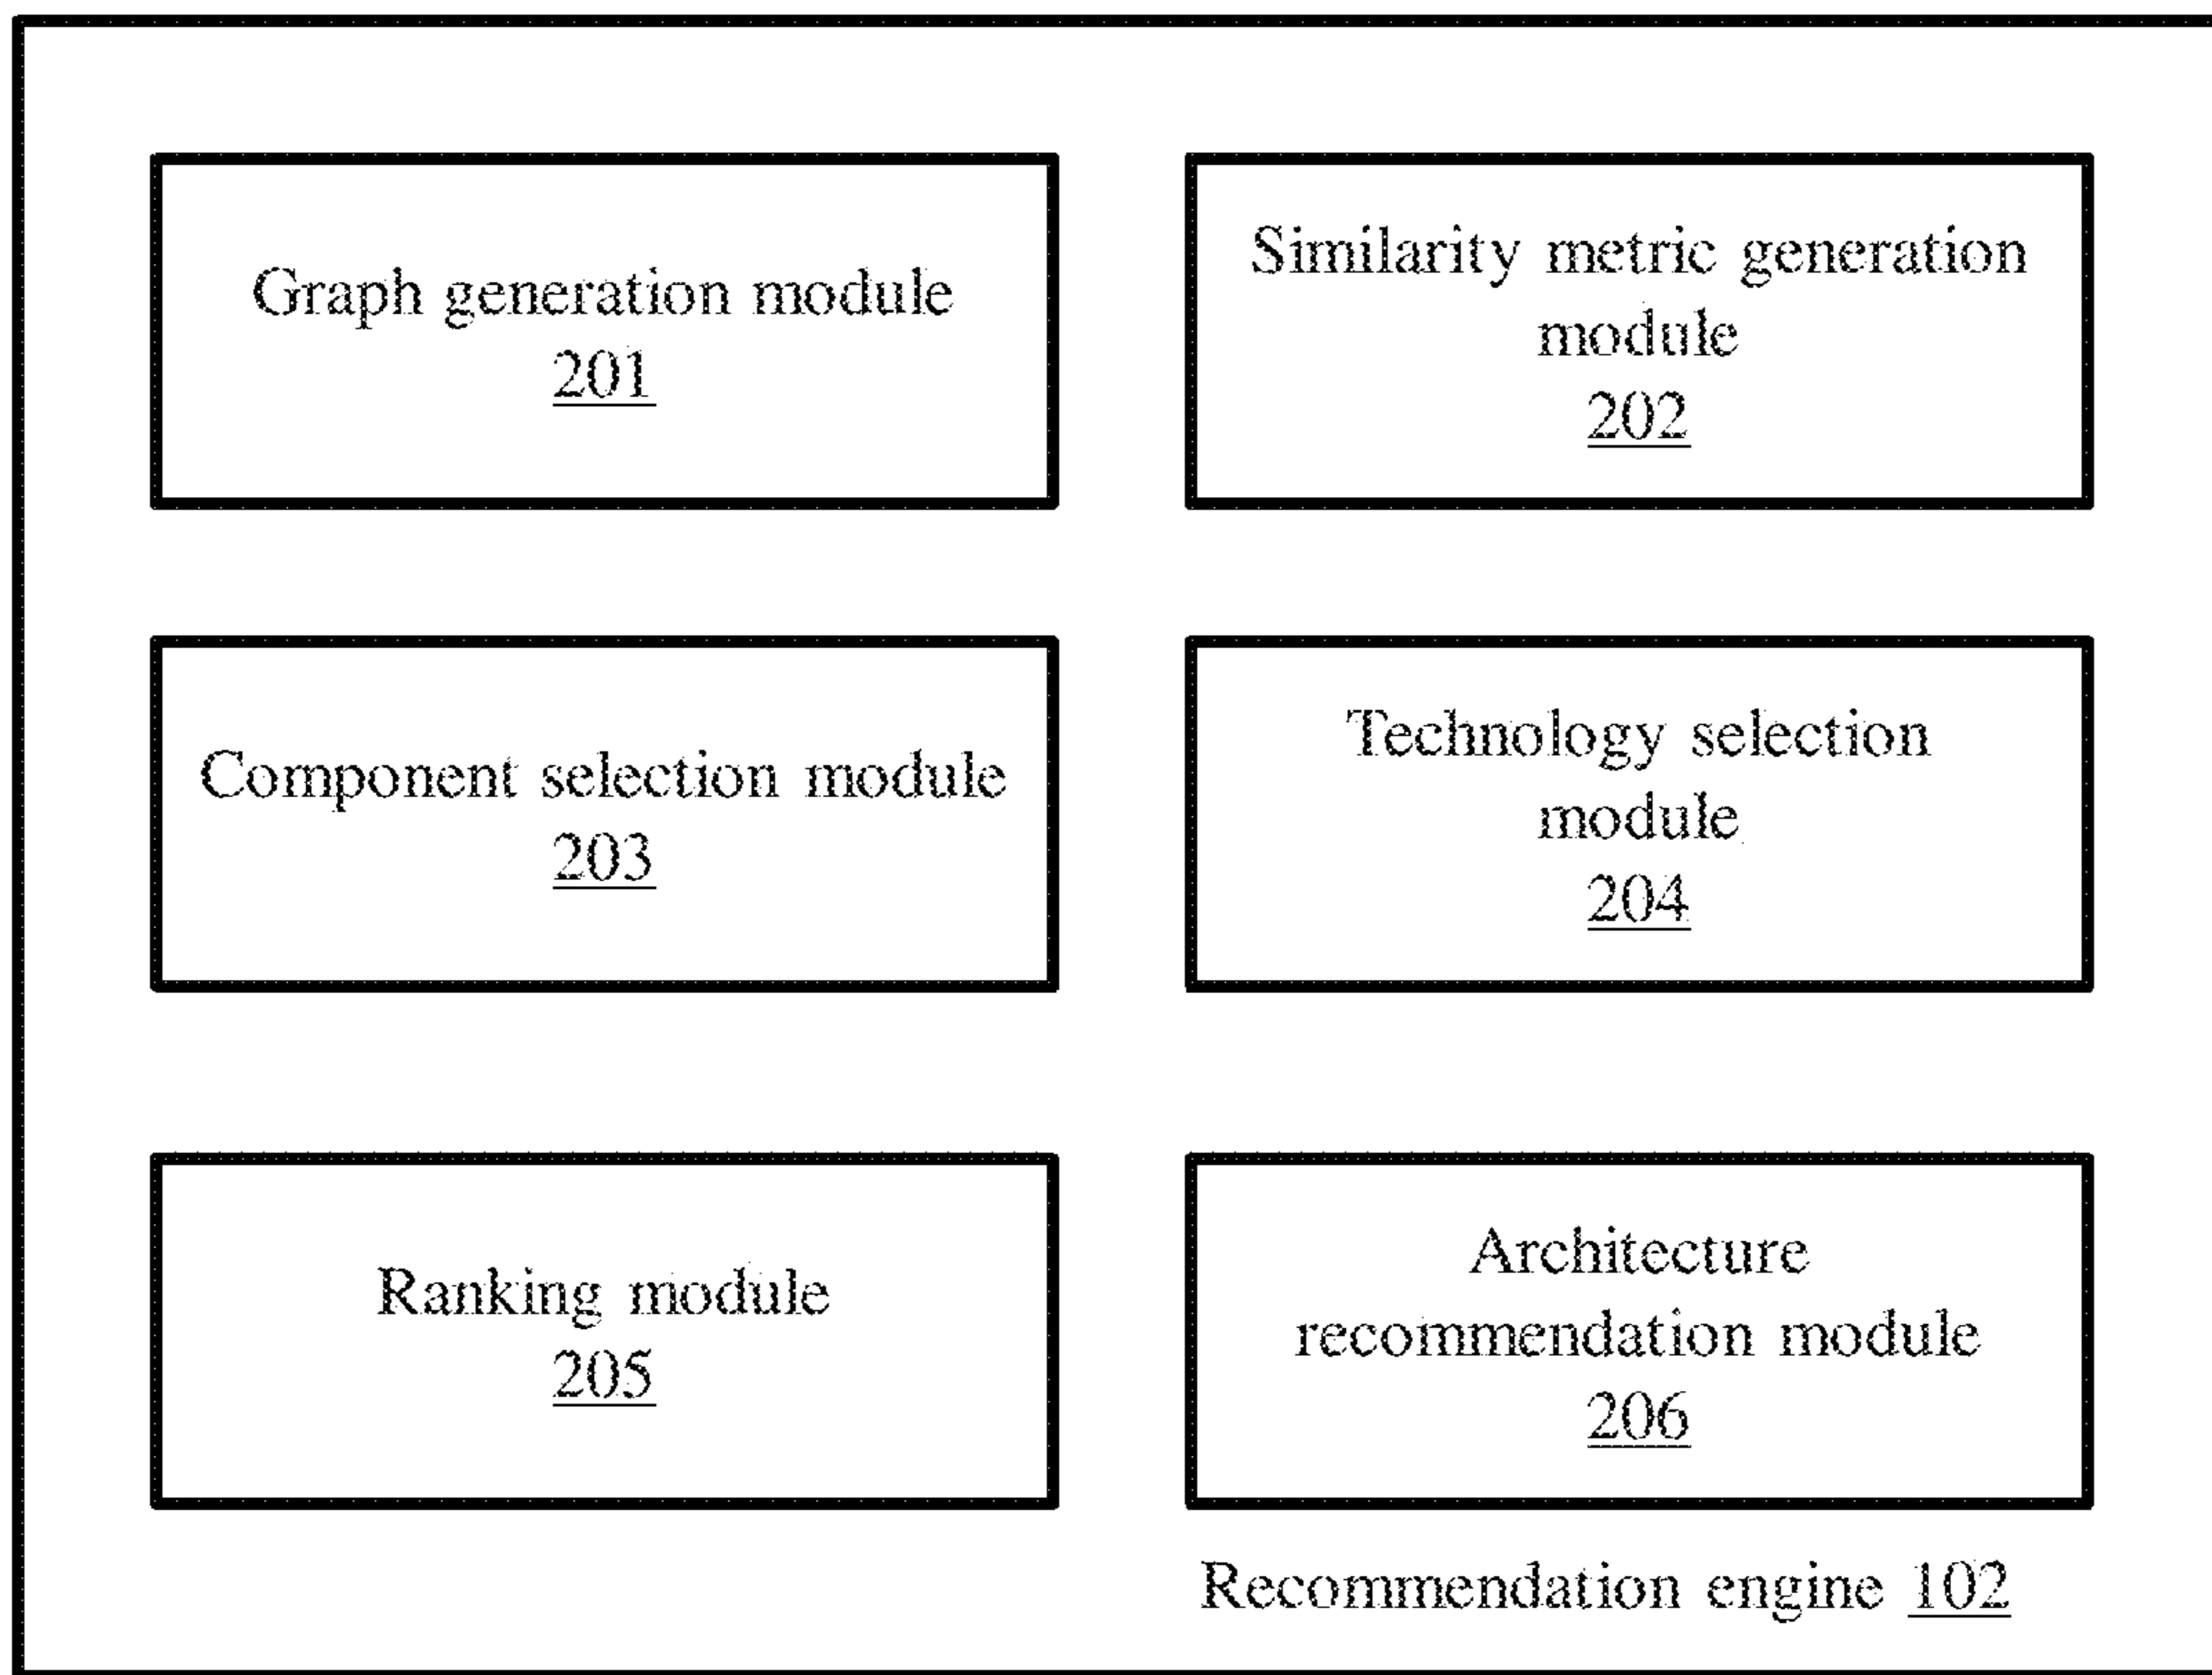 Graph generation module
201
Similarity metric generation
module
202
Component selection module
203
Technology selection
module
204
Ranking module
205
Architecture
recommendation module
206
Recommendation engine 102